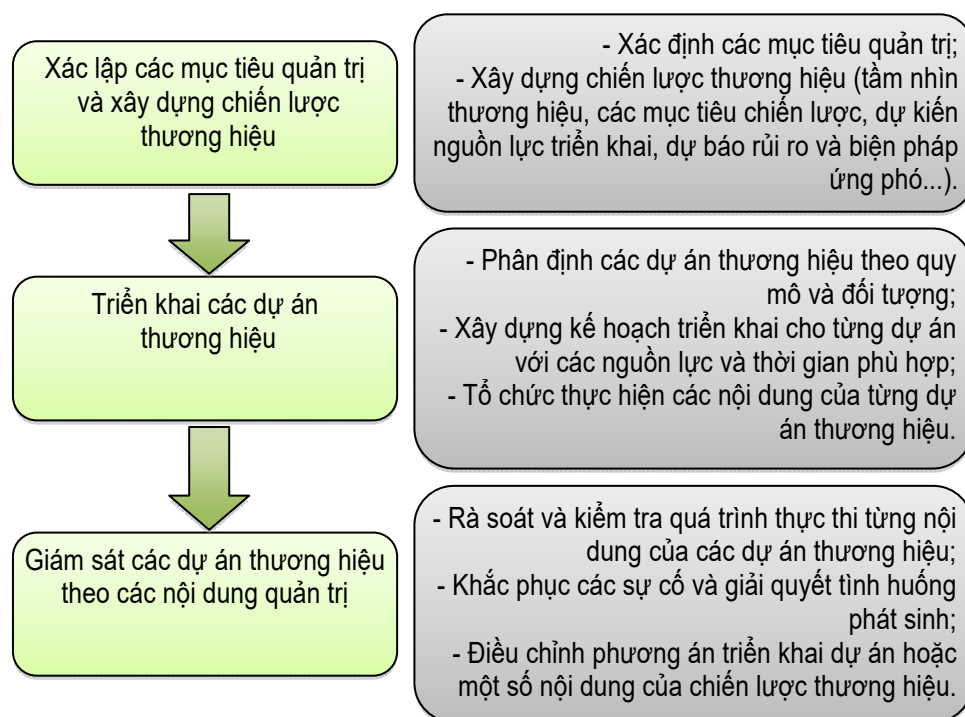 Xác lập các mục tiêu quản trị
và xây dựng chiến lược
thương hiệu
- Xác định các mục tiêu quản trị;
- Xây dựng chiến lược thương hiệu (tầm nhìn
thương hiệu, các mục tiêu chiến lược, dự kiến
nguồn lực triển khai, dự báo rủi ro và biện pháp
ứng phó...).
Triển khai các dự án
thương hiệu
- Phân định các dự án thương hiệu theo quy
mô và đối tượng;
- Xây dựng kế hoạch triển khai cho từng dự án
với các nguồn lực và thời gian phù hợp;
- Tổ chức thực hiện các nội dung của từng dự
án thương hiệu.
Giám sát các dự án thương hiệu
theo các nội dung quản trị
- Rà soát và kiểm tra quá trình thực thi từng nội
dung của các dự án thương hiệu;
- Khắc phục các sự cố và giải quyết tình huống
phát sinh;
- Điều chỉnh phương án triển khai dự án hoặc
một số nội dung của chiến lược thương hiệu.